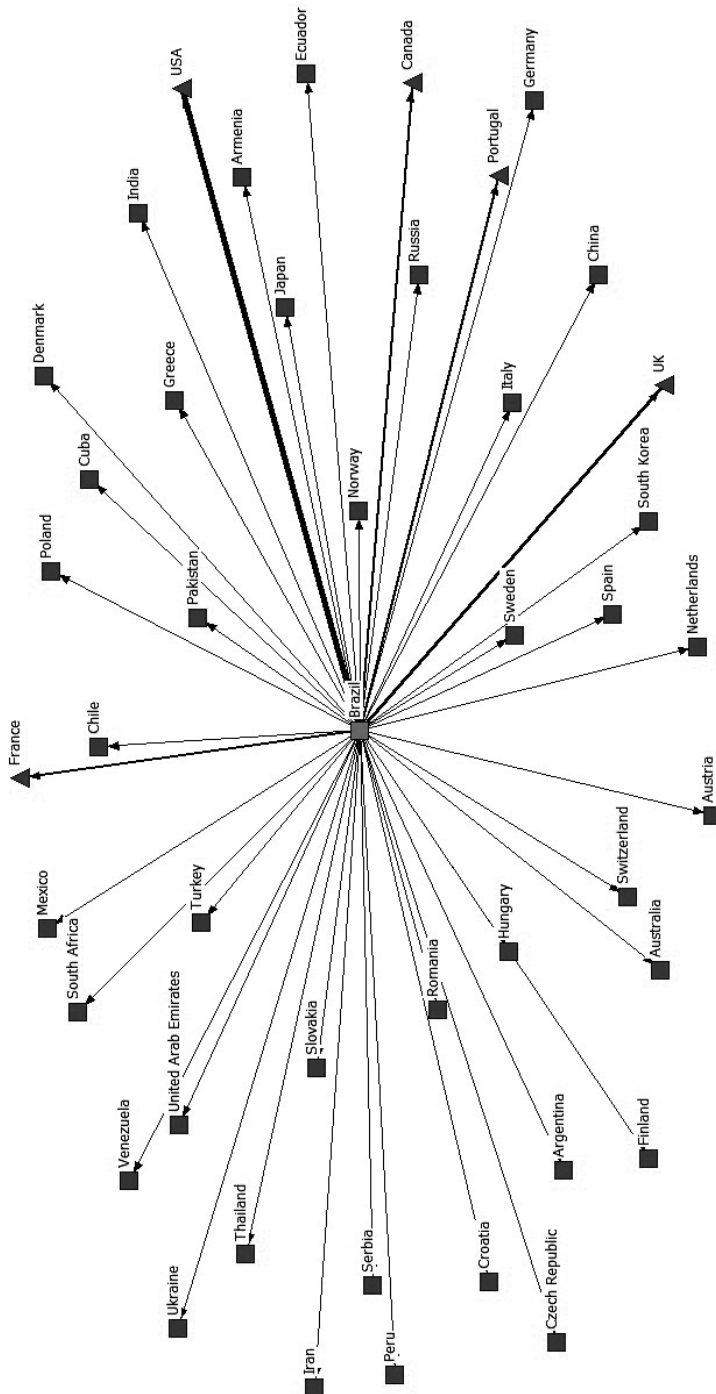 USA
Ecuador
Canada
Germany
Armenia
Portugal
India
Japan
Russia
China
Denmark
Greece
Italy
UK
Cuba
Norway
South Korea
Poland
Pakistan
Sweden
Spain
Netherlands
France
Chile
Brazil
Austria
Mexico
Turkey
Switzerland
South Africa
Hungary
Australia
United Arab Emirates
Romania
Venezuela
Slovakia
Thailand
Argentina
Finland
Ukraine
Serbia
Croatia
Iran
Peru
Czech Republic